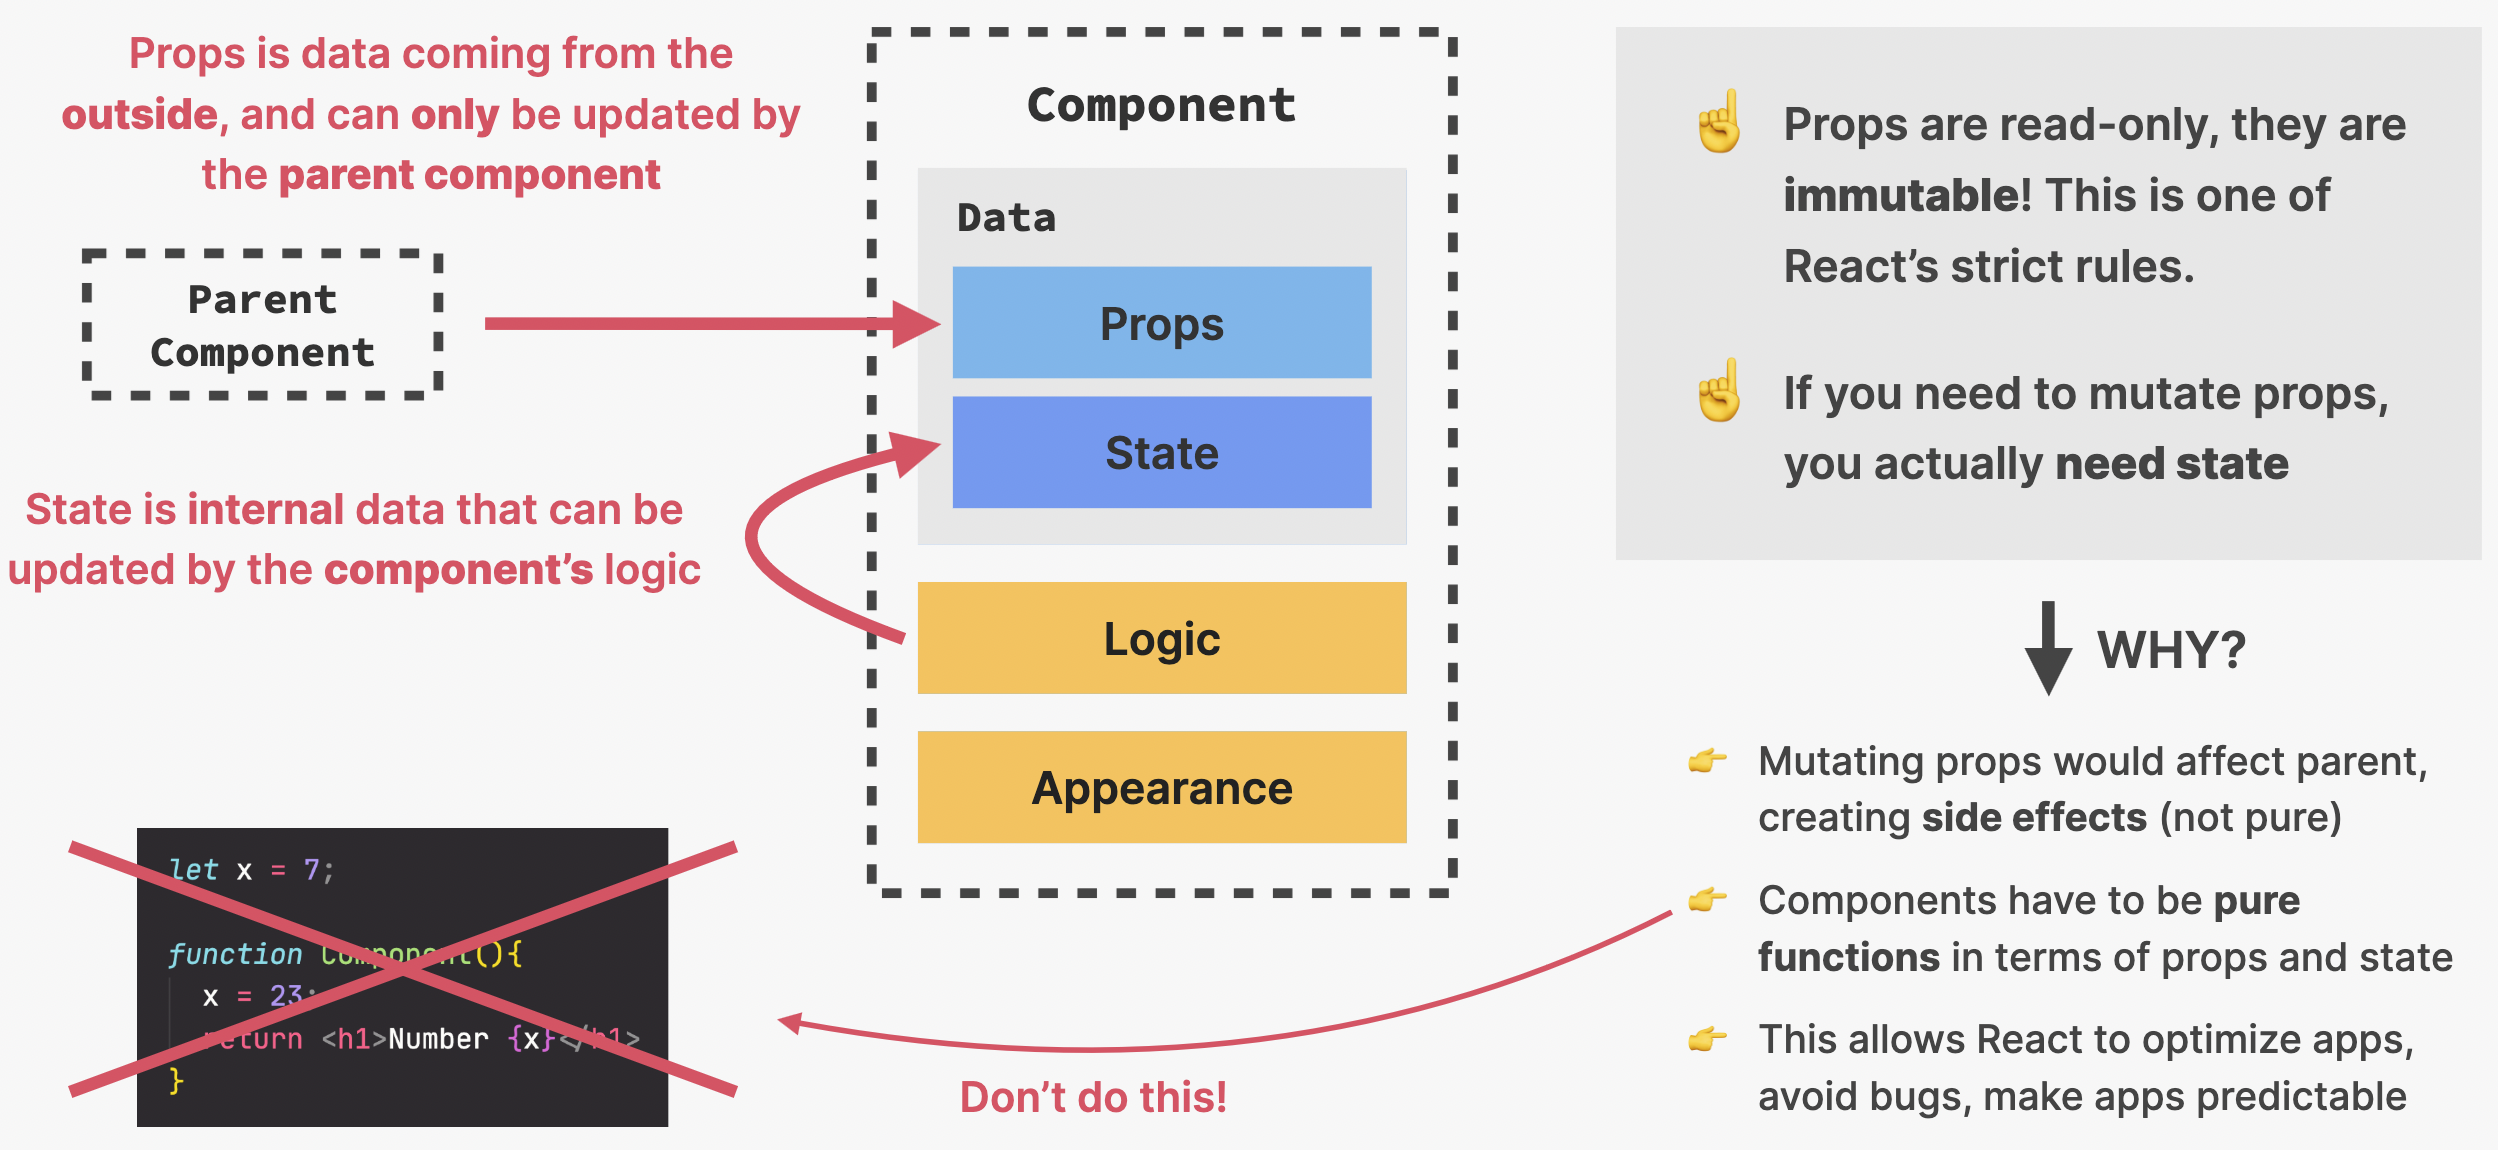 Props is data coming from the
outside, and can only be updated by
the parent component
Parent
Component
State is internal data that can be
updated by the component’s logic
let x = 7;
function Component(){
x = 23;
return <h1>Number {x}</h1>
}
Component
Data
Props
State
Logic
Appearance
Don’t do this!
☝️ Props are read-only, they are
immutable! This is one of
React’s strict rules.
☝️ If you need to mutate props,
you actually need state
WHY?
👉 Mutating props would affect parent,
creating side effects (not pure)
👉 Components have to be pure
functions in terms of props and state
👉 This allows React to optimize apps,
avoid bugs, make apps predictable